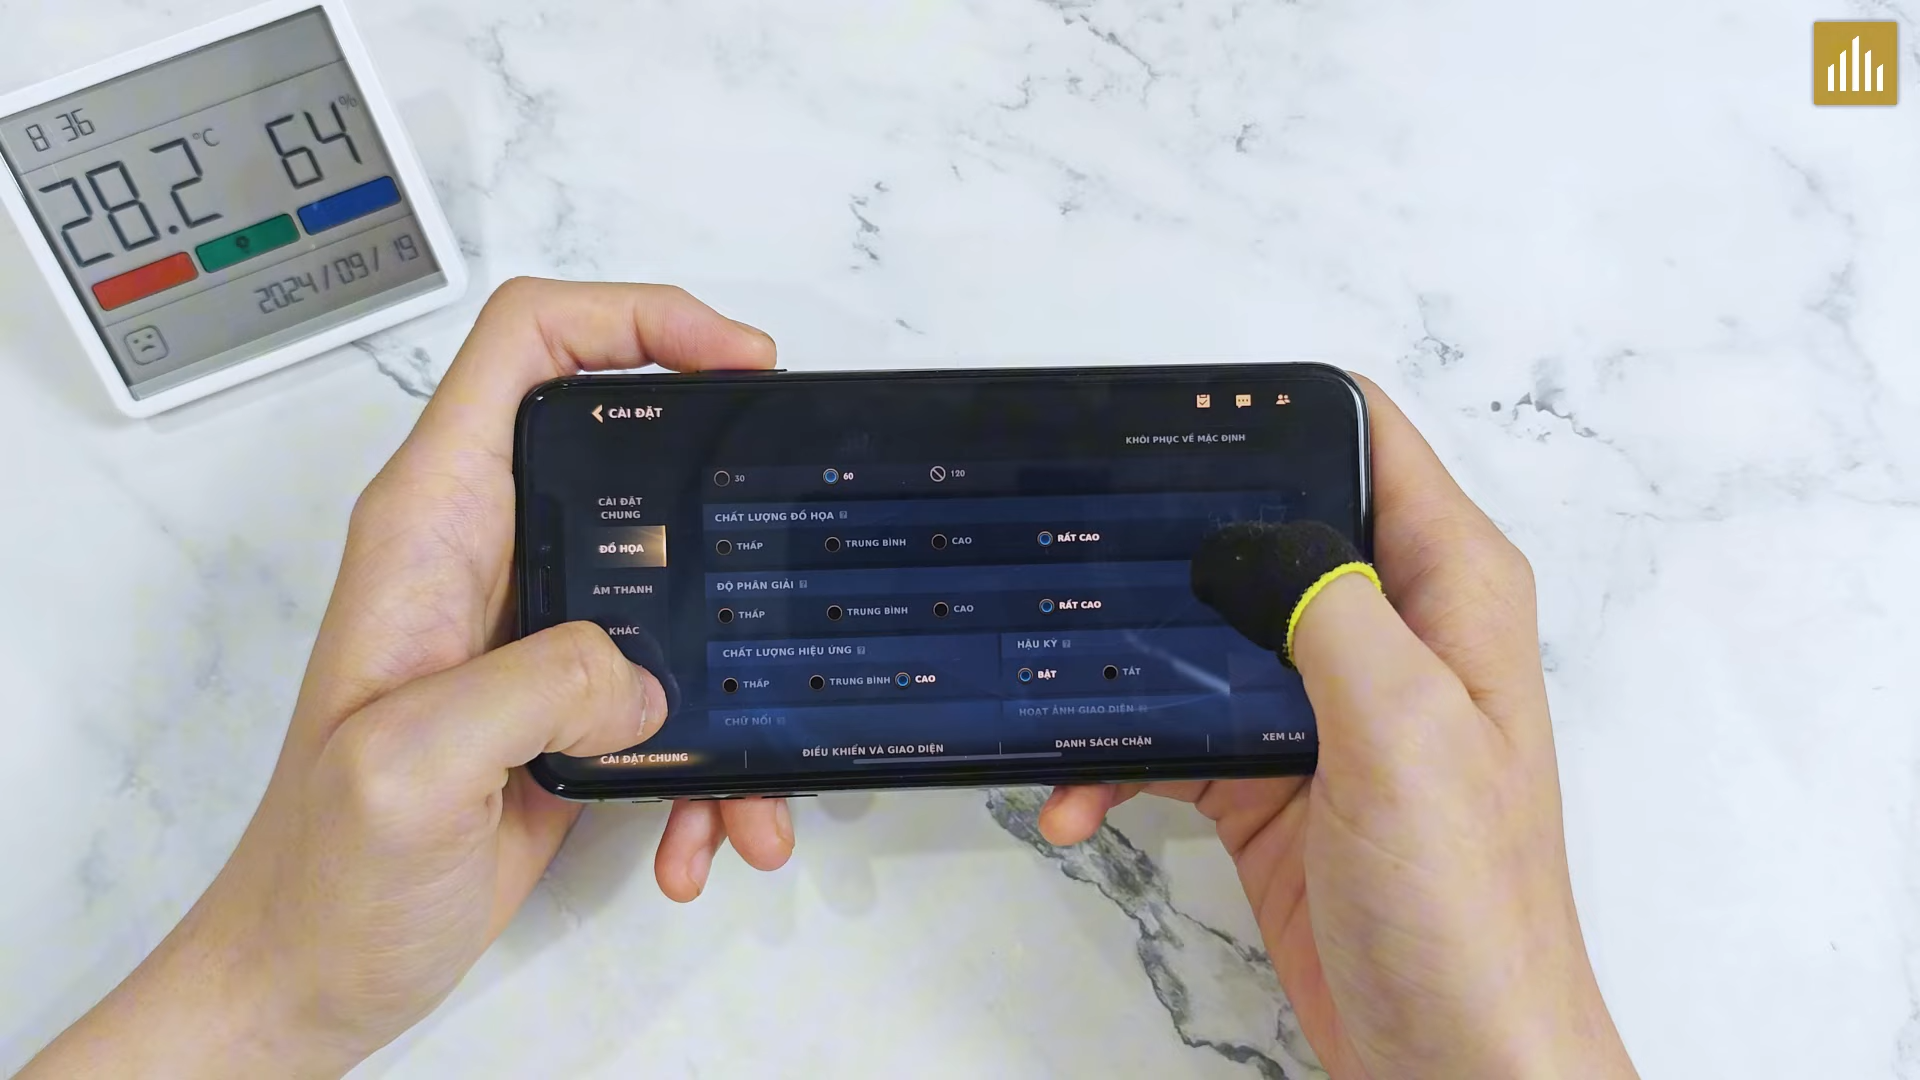 8 36
28.2 °C
64 %
2024/09/19
CÀI ĐẶT
KHÔI PHỤC VỀ MẶC ĐỊNH
30 60 120
CÀI ĐẶT
CHUNG
ĐỒ HỌA
ÂM THANH
KHÁC
CHẤT LƯỢNG ĐỒ HỌA ?
THẤP TRUNG BÌNH CAO RẤT CAO
ĐỘ PHÂN GIẢI ?
THẤP TRUNG BÌNH CAO RẤT CAO
CHẤT LƯỢNG HIỆU ỨNG ?
THẤP TRUNG BÌNH CAO
HẬU KỲ ?
BẬT TẮT
CHỮ NỔI ?
HOẠT ẢNH GIAO DIỆN ?
CÀI ĐẶT CHUNG
ĐIỀU KHIỂN VÀ GIAO DIỆN
DANH SÁCH CHẶN
XEM LẠI